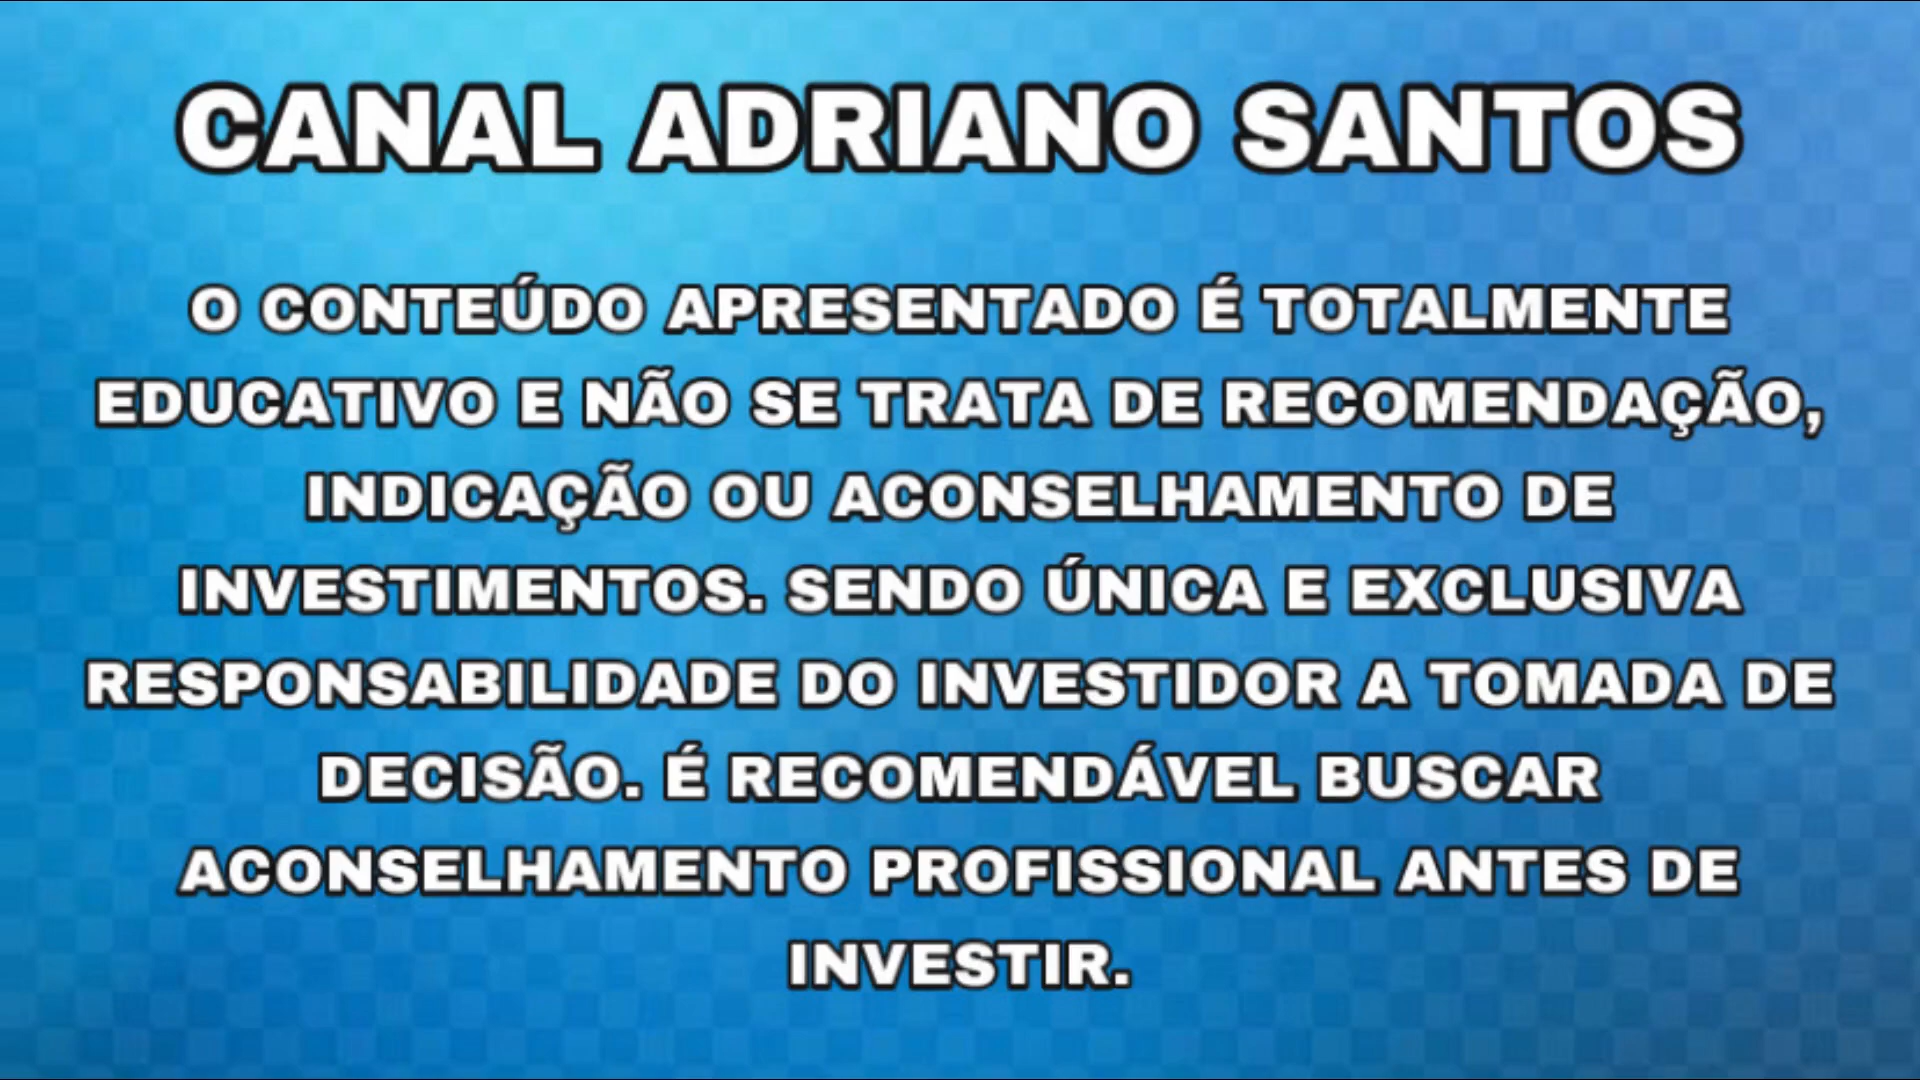 CANAL ADRIANO SANTOS
O CONTEÚDO APRESENTADO É TOTALMENTE
EDUCATIVO E NÃO SE TRATA DE RECOMENDAÇÃO,
INDICAÇÃO OU ACONSELHAMENTO DE
INVESTIMENTOS. SENDO ÚNICA E EXCLUSIVA
RESPONSABILIDADE DO INVESTIDOR A TOMADA DE
DECISÃO. É RECOMENDÁVEL BUSCAR
ACONSELHAMENTO PROFISSIONAL ANTES DE
INVESTIR.